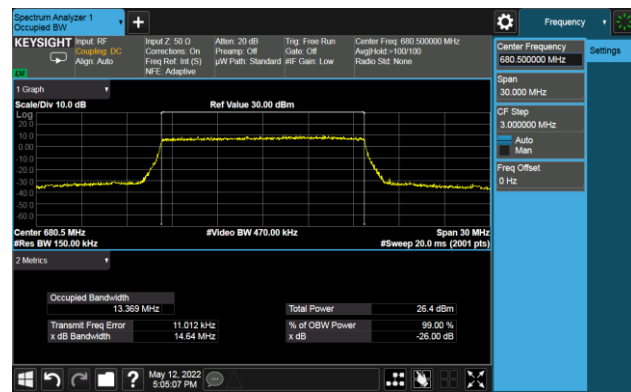 Spectrum Analyzer 1
Occupied BW
+
Frequency
KEYSIGHT
Input: RF
Coupling: DC
Align: Auto
Input Z: 50 Ω
Corrections: On
Freq Ref: Int (S)
NFE: Adaptive
Atten: 20 dB
Preamp: Off
µW Path: Standard
Trig: Free Run
Gate: Off
#IF Gain: Low
Center Freq: 680.500000 MHz
Avg|Hold:>100/100
Radio Std: None
LU
Center Frequency
680.500000 MHz
Settings
Span
30.000 MHz
CF Step
3.000000 MHz
Auto
Man
Freq Offset
0 Hz
1 Graph
Scale/Div 10.0 dB
Ref Value 30.00 dBm
Log
20.0
10.0
0.00
-10.0
-20.0
-30.0
-40.0
-50.0
-60.0
Center 680.5 MHz
#Video BW 470.00 kHz
Span 30 MHz
#Res BW 150.00 kHz
#Sweep 20.0 ms (2001 pts)
2 Metrics
Occupied Bandwidth
13.369 MHz
Total Power 26.4 dBm
Transmit Freq Error 11.012 kHz
% of OBW Power 99.00 %
x dB Bandwidth 14.64 MHz
x dB -26.00 dB
?
May 12, 2022
5:05:07 PM